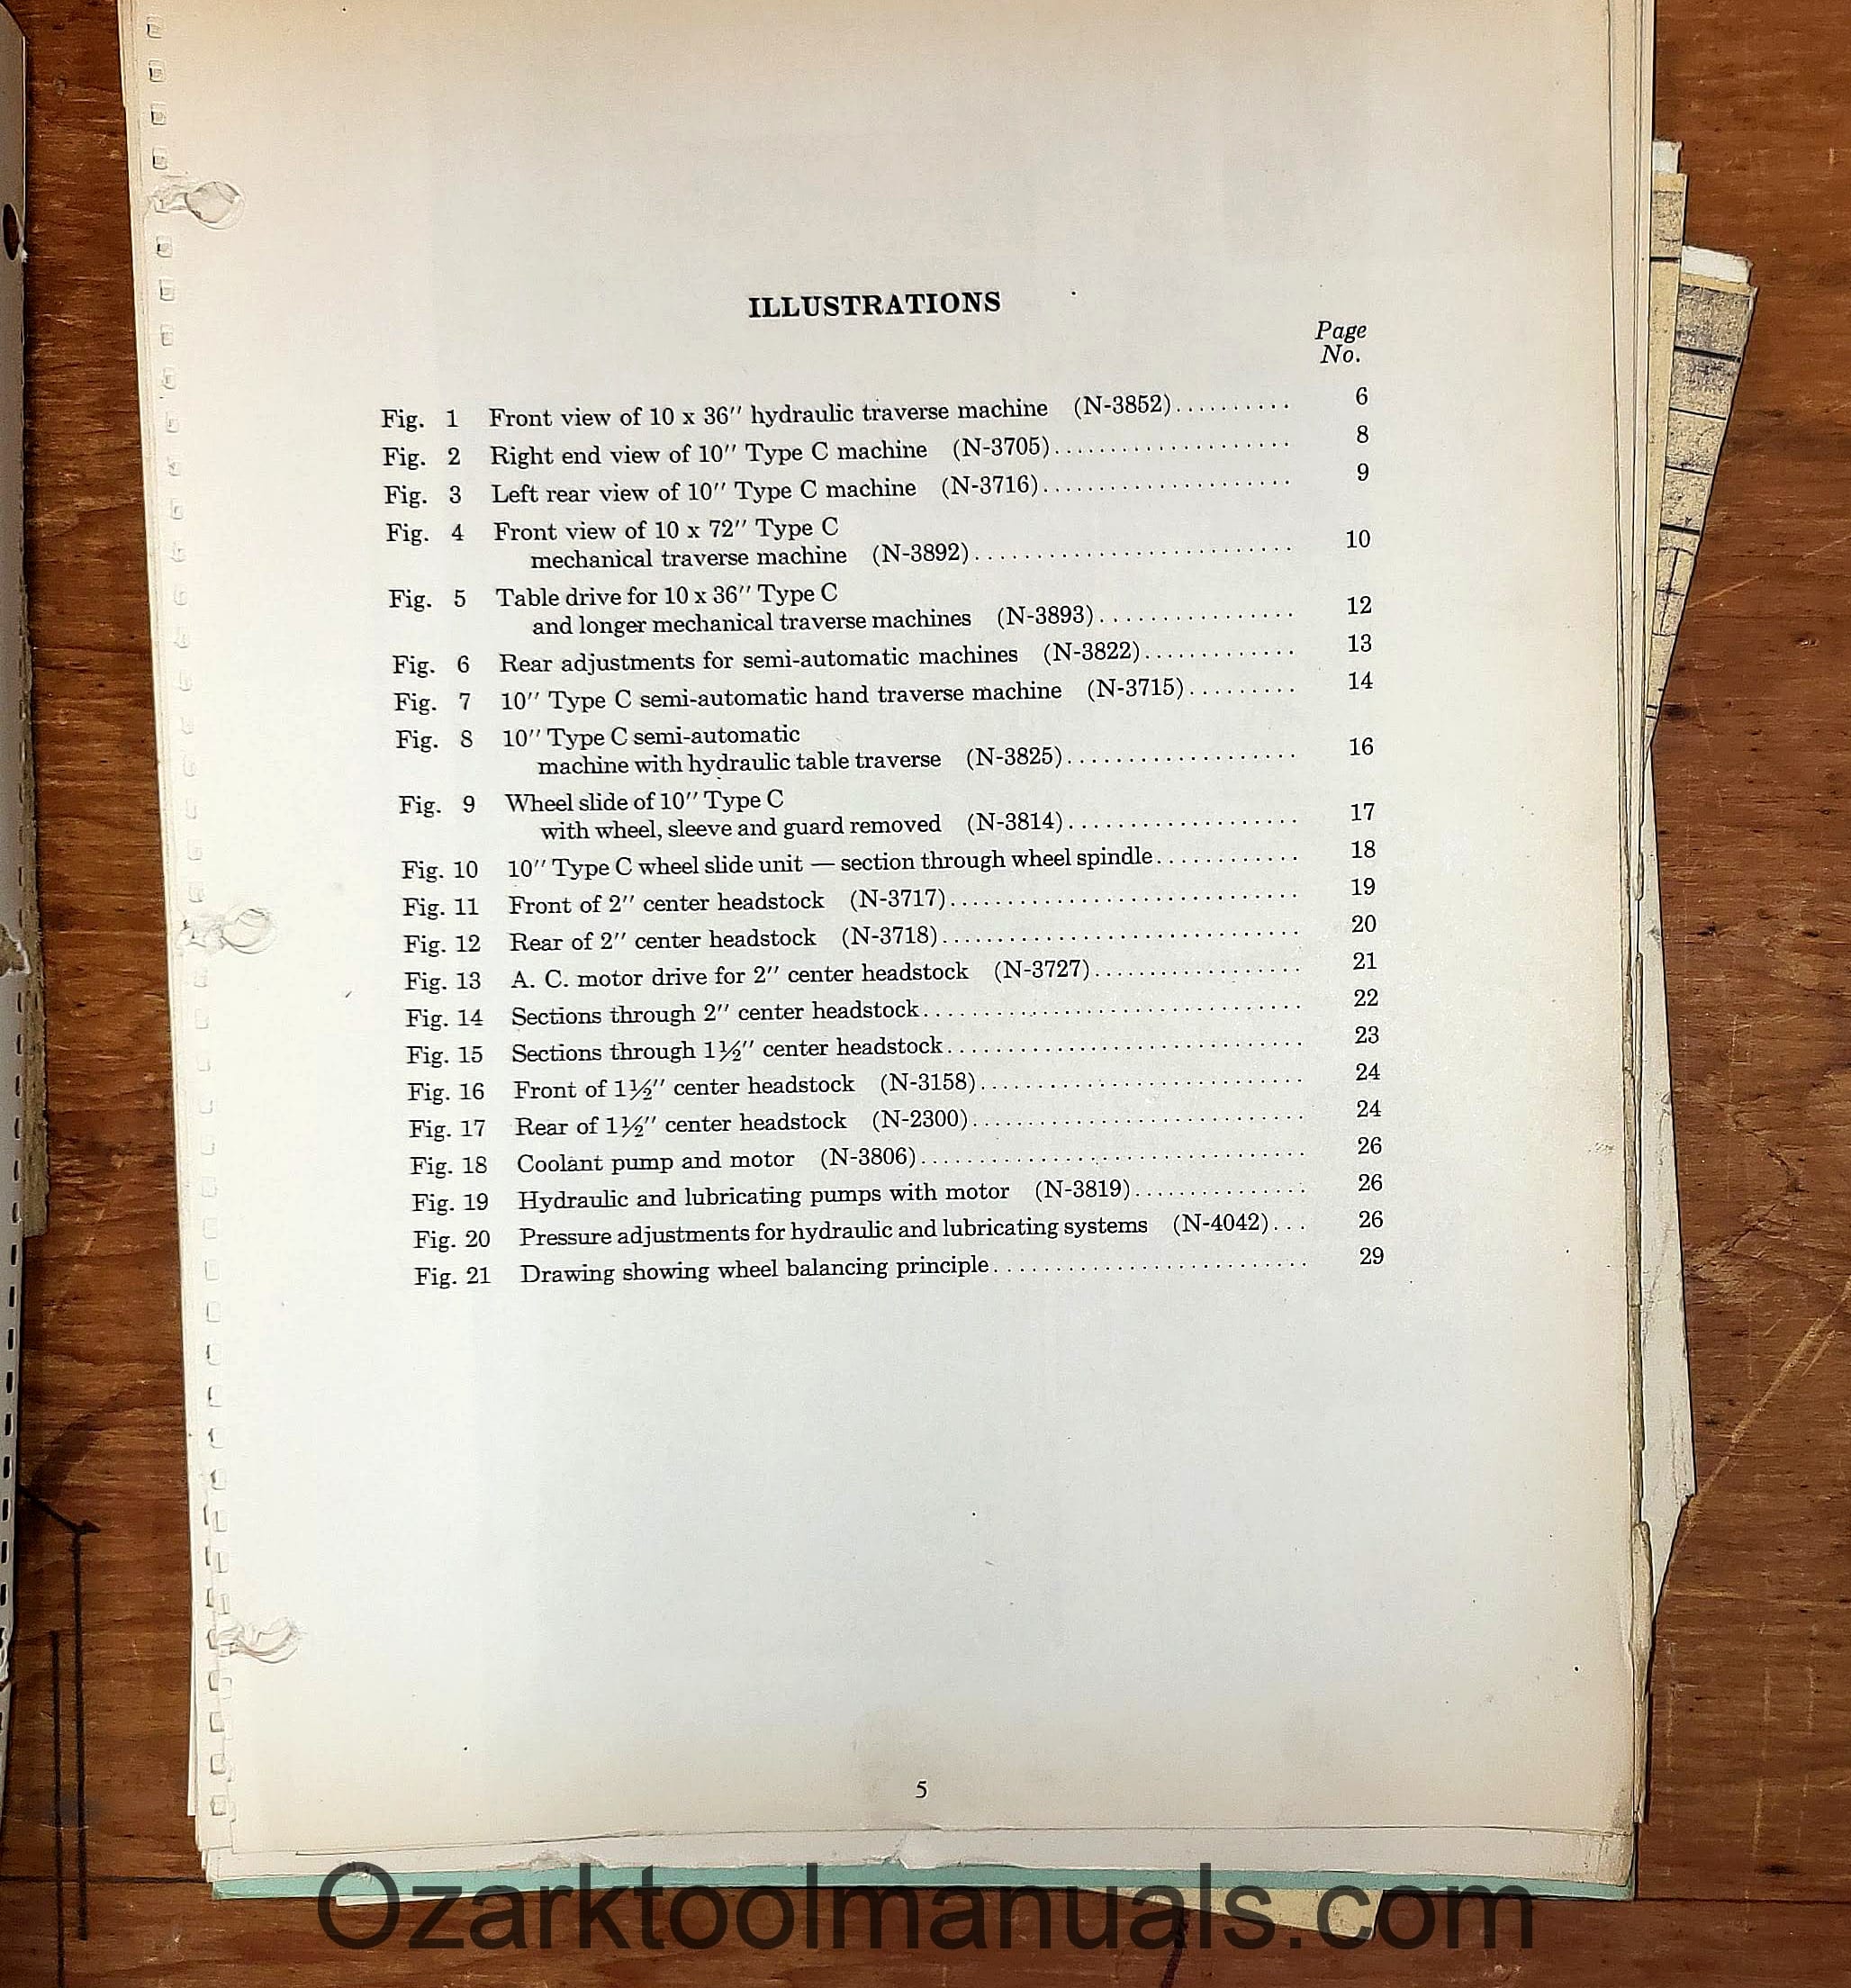 ILLUSTRATIONS
Page
No.
Fig. 1 Front view of 10 x 36″ hydraulic traverse machine (N-3852).......... 6
Fig. 2 Right end view of 10″ Type C machine (N-3705)................... 8
Fig. 3 Left rear view of 10″ Type C machine (N-3716)..................... 9
Fig. 4 Front view of 10 x 72″ Type C
mechanical traverse machine (N-3892).......................... 10
Fig. 5 Table drive for 10 x 36″ Type C
and longer mechanical traverse machines (N-3893)................ 12
Fig. 6 Rear adjustments for semi-automatic machines (N-3822)............. 13
Fig. 7 10″ Type C semi-automatic hand traverse machine (N-3715)......... 14
Fig. 8 10″ Type C semi-automatic
machine with hydraulic table traverse (N-3825)................... 16
Fig. 9 Wheel slide of 10″ Type C
with wheel, sleeve and guard removed (N-3814)................... 17
Fig. 10 10″ Type C wheel slide unit — section through wheel spindle............ 18
Fig. 11 Front of 2″ center headstock (N-3717)............................. 19
Fig. 12 Rear of 2″ center headstock (N-3718).............................. 20
Fig. 13 A. C. motor drive for 2″ center headstock (N-3727).................. 21
Fig. 14 Sections through 2″ center headstock............................... 22
Fig. 15 Sections through 1½″ center headstock............................. 23
Fig. 16 Front of 1½″ center headstock (N-3158).......................... 24
Fig. 17 Rear of 1½″ center headstock (N-2300)........................... 24
Fig. 18 Coolant pump and motor (N-3806)............................... 26
Fig. 19 Hydraulic and lubricating pumps with motor (N-3819).............. 26
Fig. 20 Pressure adjustments for hydraulic and lubricating systems (N-4042)... 26
Fig. 21 Drawing showing wheel balancing principle.......................... 29
5
Ozarktoolmanuals.com